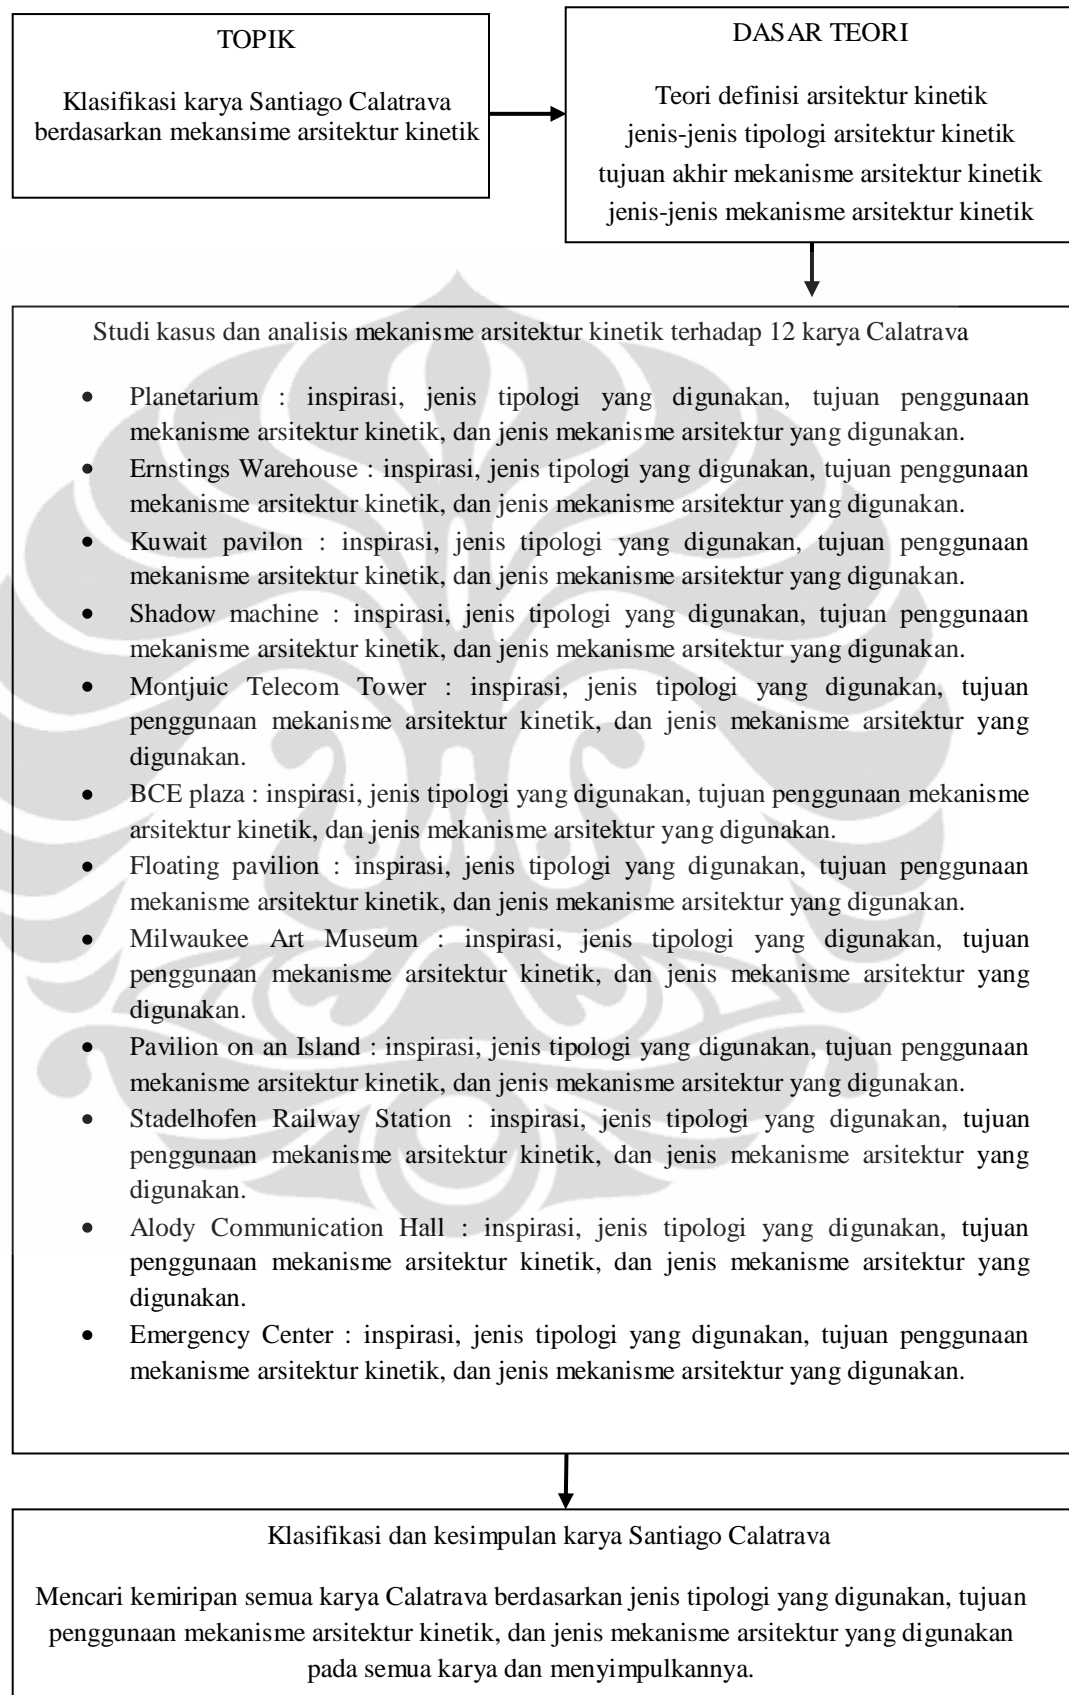 TOPIK
Klasifikasi karya Santiago Calatrava
berdasarkan mekansime arsitektur kinetik
DASAR TEORI
Teori definisi arsitektur kinetik
jenis-jenis tipologi arsitektur kinetik
tujuan akhir mekanisme arsitektur kinetik
jenis-jenis mekanisme arsitektur kinetik
Studi kasus dan analisis mekanisme arsitektur kinetik terhadap 12 karya Calatrava
• Planetarium : inspirasi, jenis tipologi yang digunakan, tujuan penggunaan
mekanisme arsitektur kinetik, dan jenis mekanisme arsitektur yang digunakan.
• Ernstings Warehouse : inspirasi, jenis tipologi yang digunakan, tujuan penggunaan
mekanisme arsitektur kinetik, dan jenis mekanisme arsitektur yang digunakan.
• Kuwait pavilon : inspirasi, jenis tipologi yang digunakan, tujuan penggunaan
mekanisme arsitektur kinetik, dan jenis mekanisme arsitektur yang digunakan.
• Shadow machine : inspirasi, jenis tipologi yang digunakan, tujuan penggunaan
mekanisme arsitektur kinetik, dan jenis mekanisme arsitektur yang digunakan.
• Montjuic Telecom Tower : inspirasi, jenis tipologi yang digunakan, tujuan
penggunaan mekanisme arsitektur kinetik, dan jenis mekanisme arsitektur yang
digunakan.
• BCE plaza : inspirasi, jenis tipologi yang digunakan, tujuan penggunaan mekanisme
arsitektur kinetik, dan jenis mekanisme arsitektur yang digunakan.
• Floating pavilion : inspirasi, jenis tipologi yang digunakan, tujuan penggunaan
mekanisme arsitektur kinetik, dan jenis mekanisme arsitektur yang digunakan.
• Milwaukee Art Museum : inspirasi, jenis tipologi yang digunakan, tujuan
penggunaan mekanisme arsitektur kinetik, dan jenis mekanisme arsitektur yang
digunakan.
• Pavilion on an Island : inspirasi, jenis tipologi yang digunakan, tujuan penggunaan
mekanisme arsitektur kinetik, dan jenis mekanisme arsitektur yang digunakan.
• Stadelhofen Railway Station : inspirasi, jenis tipologi yang digunakan, tujuan
penggunaan mekanisme arsitektur kinetik, dan jenis mekanisme arsitektur yang
digunakan.
• Alody Communication Hall : inspirasi, jenis tipologi yang digunakan, tujuan
penggunaan mekanisme arsitektur kinetik, dan jenis mekanisme arsitektur yang
digunakan.
• Emergency Center : inspirasi, jenis tipologi yang digunakan, tujuan penggunaan
mekanisme arsitektur kinetik, dan jenis mekanisme arsitektur yang digunakan.
Klasifikasi dan kesimpulan karya Santiago Calatrava
Mencari kemiripan semua karya Calatrava berdasarkan jenis tipologi yang digunakan, tujuan
penggunaan mekanisme arsitektur kinetik, dan jenis mekanisme arsitektur yang digunakan
pada semua karya dan menyimpulkannya.